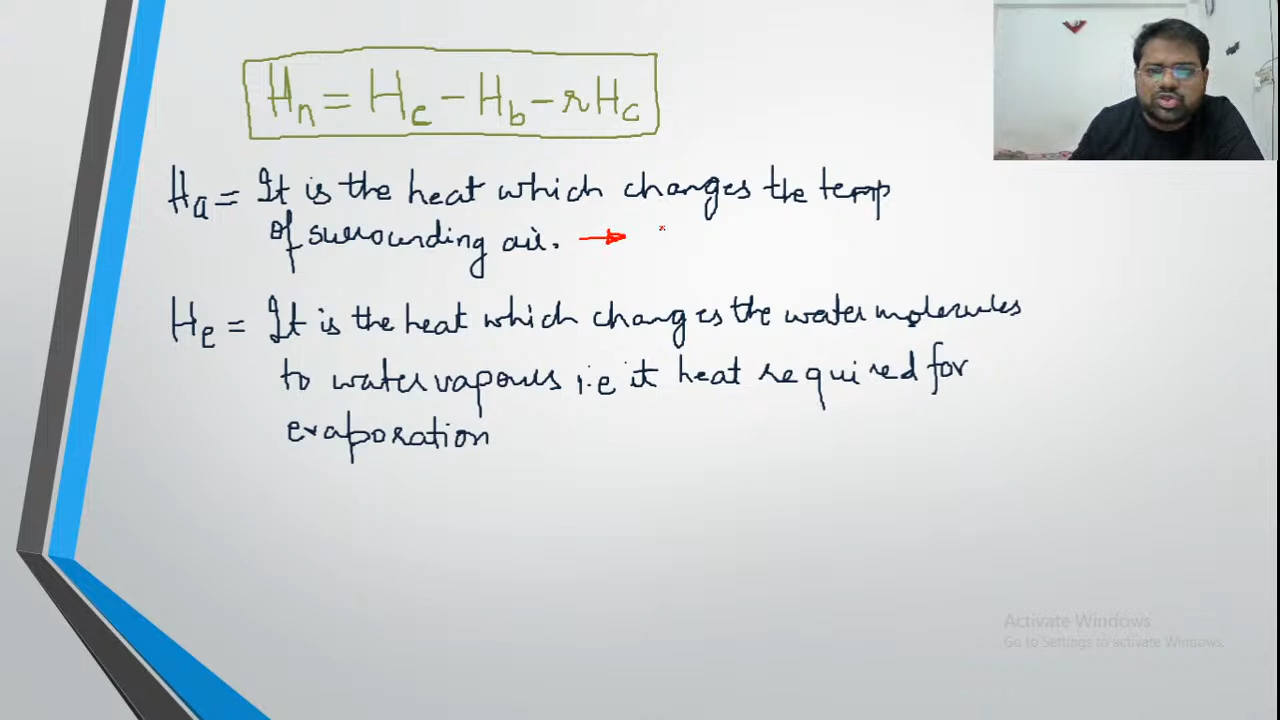 Hn = Hc - Hb - rHc
Ha = It is the heat which changes the temp
of surrounding air. →
He = It is the heat which changes the water molecules
to water vapours i.e it heat required for
evaporation
Activate Windows
Go to Settings to activate Windows.